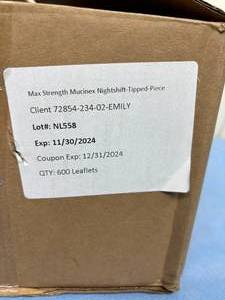 Max Strength Mucinex Nightshift-Tipped-Piece
Client 72854-234-02-EMILY
Lot#: NL558
Exp: 11/30/2024
Coupon Exp: 12/31/2024
QTY: 600 Leaflets